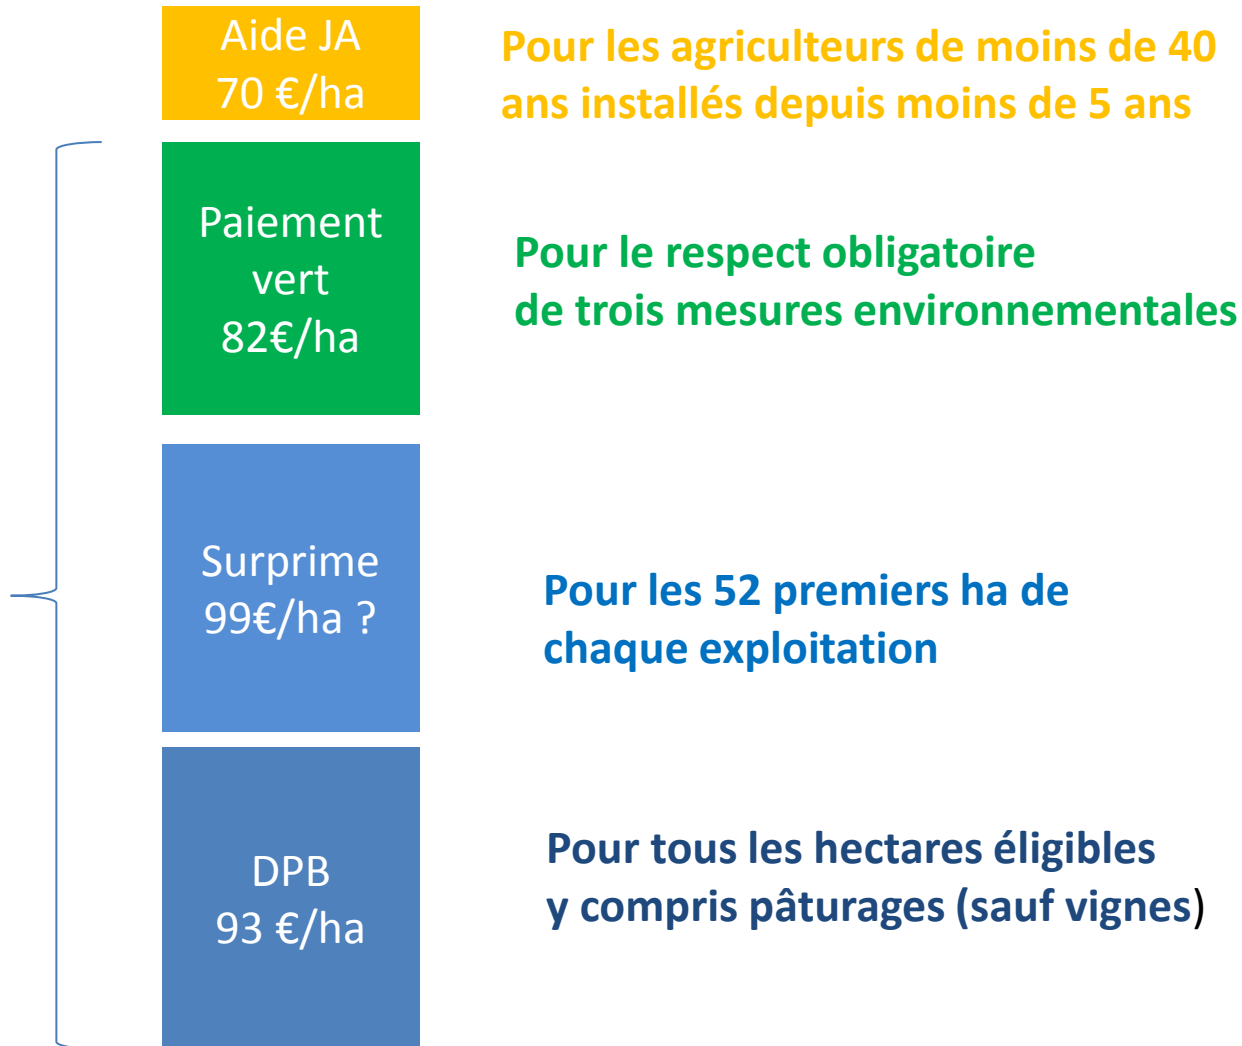 Aide JA
70 €/ha
Pour les agriculteurs de moins de 40
ans installés depuis moins de 5 ans
Paiement
vert
82€/ha
Pour le respect obligatoire
de trois mesures environnementales
Surprime
99€/ha ?
Pour les 52 premiers ha de
chaque exploitation
DPB
93 €/ha
Pour tous les hectares éligibles
y compris pâturages (sauf vignes)